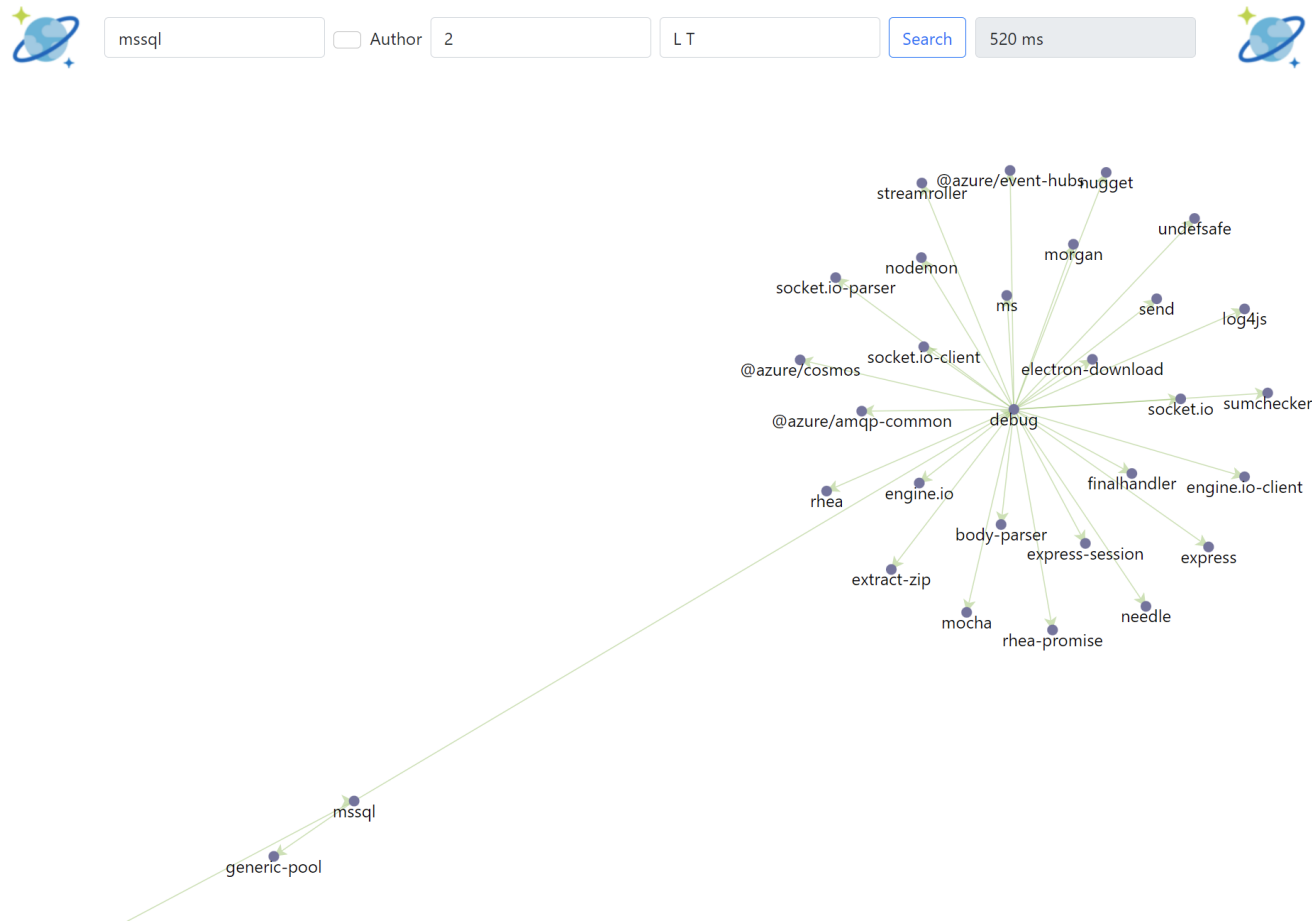 mssql Author 2 L T Search 520 ms
@azure/event-hubs
nugget
streamroller
undefsafe
morgan
nodemon
socket.io-parser
ms
send
log4js
socket.io-client
electron-download
@azure/cosmos
sumchecker
socket.io
debug
@azure/amqp-common
finalhandler
engine.io-client
engine.io
rhea
body-parser
express-session
express
extract-zip
needle
mocha
rhea-promise
mssql
generic-pool